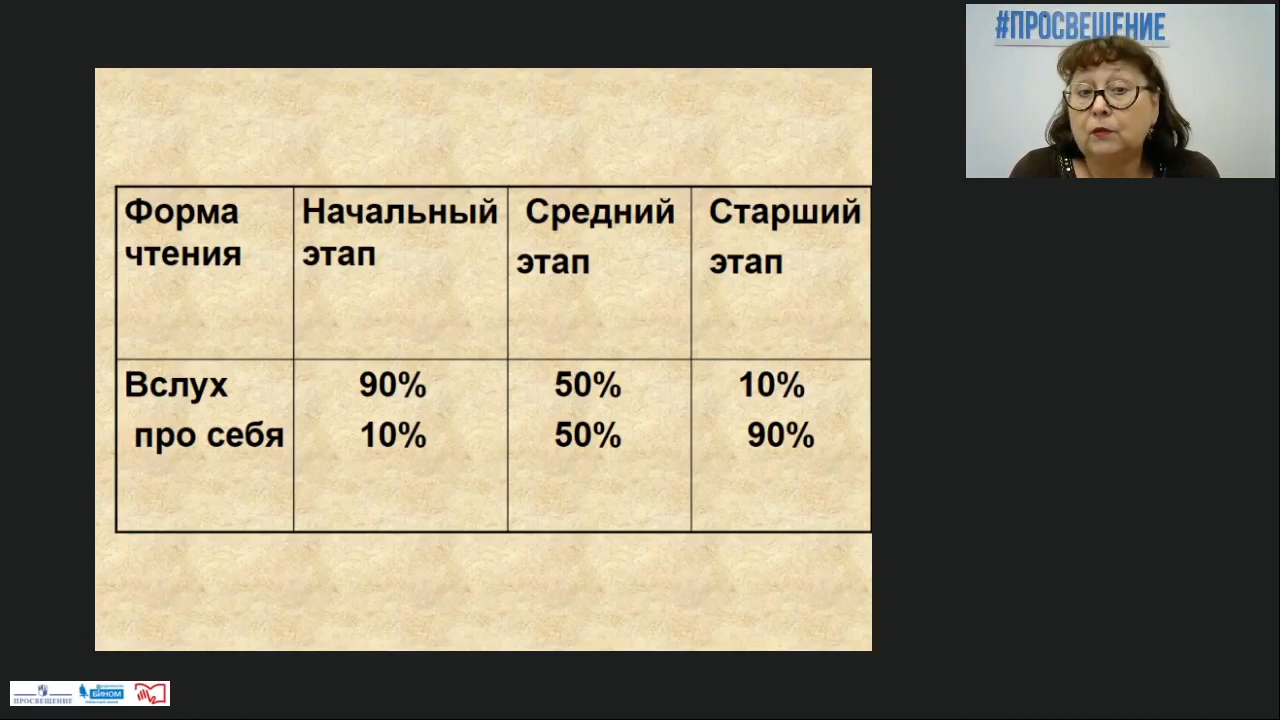 #ПРОСВЕЩЕНИЕ
Форма чтения
Начальный этап
Средний этап
Старший этап
Вслух 90% 50% 10%
про себя 10% 50% 90%
ПРОСВЕЩЕНИЕ
БИНОМ